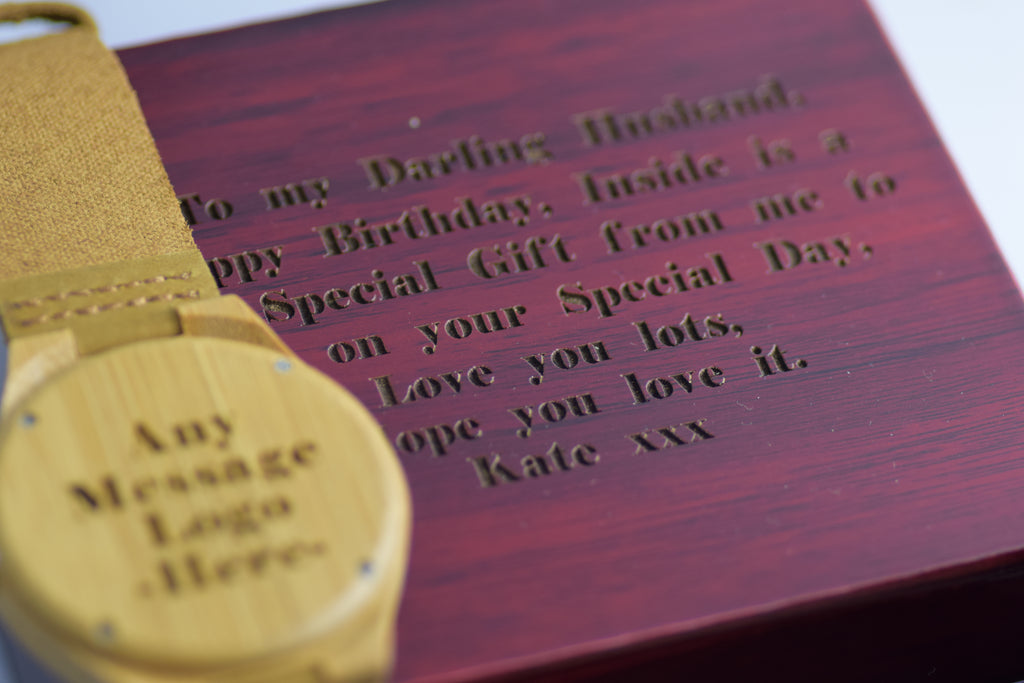 To my Darling Husband,
ppy Birthday. Inside is a
Special Gift from me to
on your Special Day,
Love you lots,
ope you love it.
Kate xxx
Any
Message
Logo
Here.